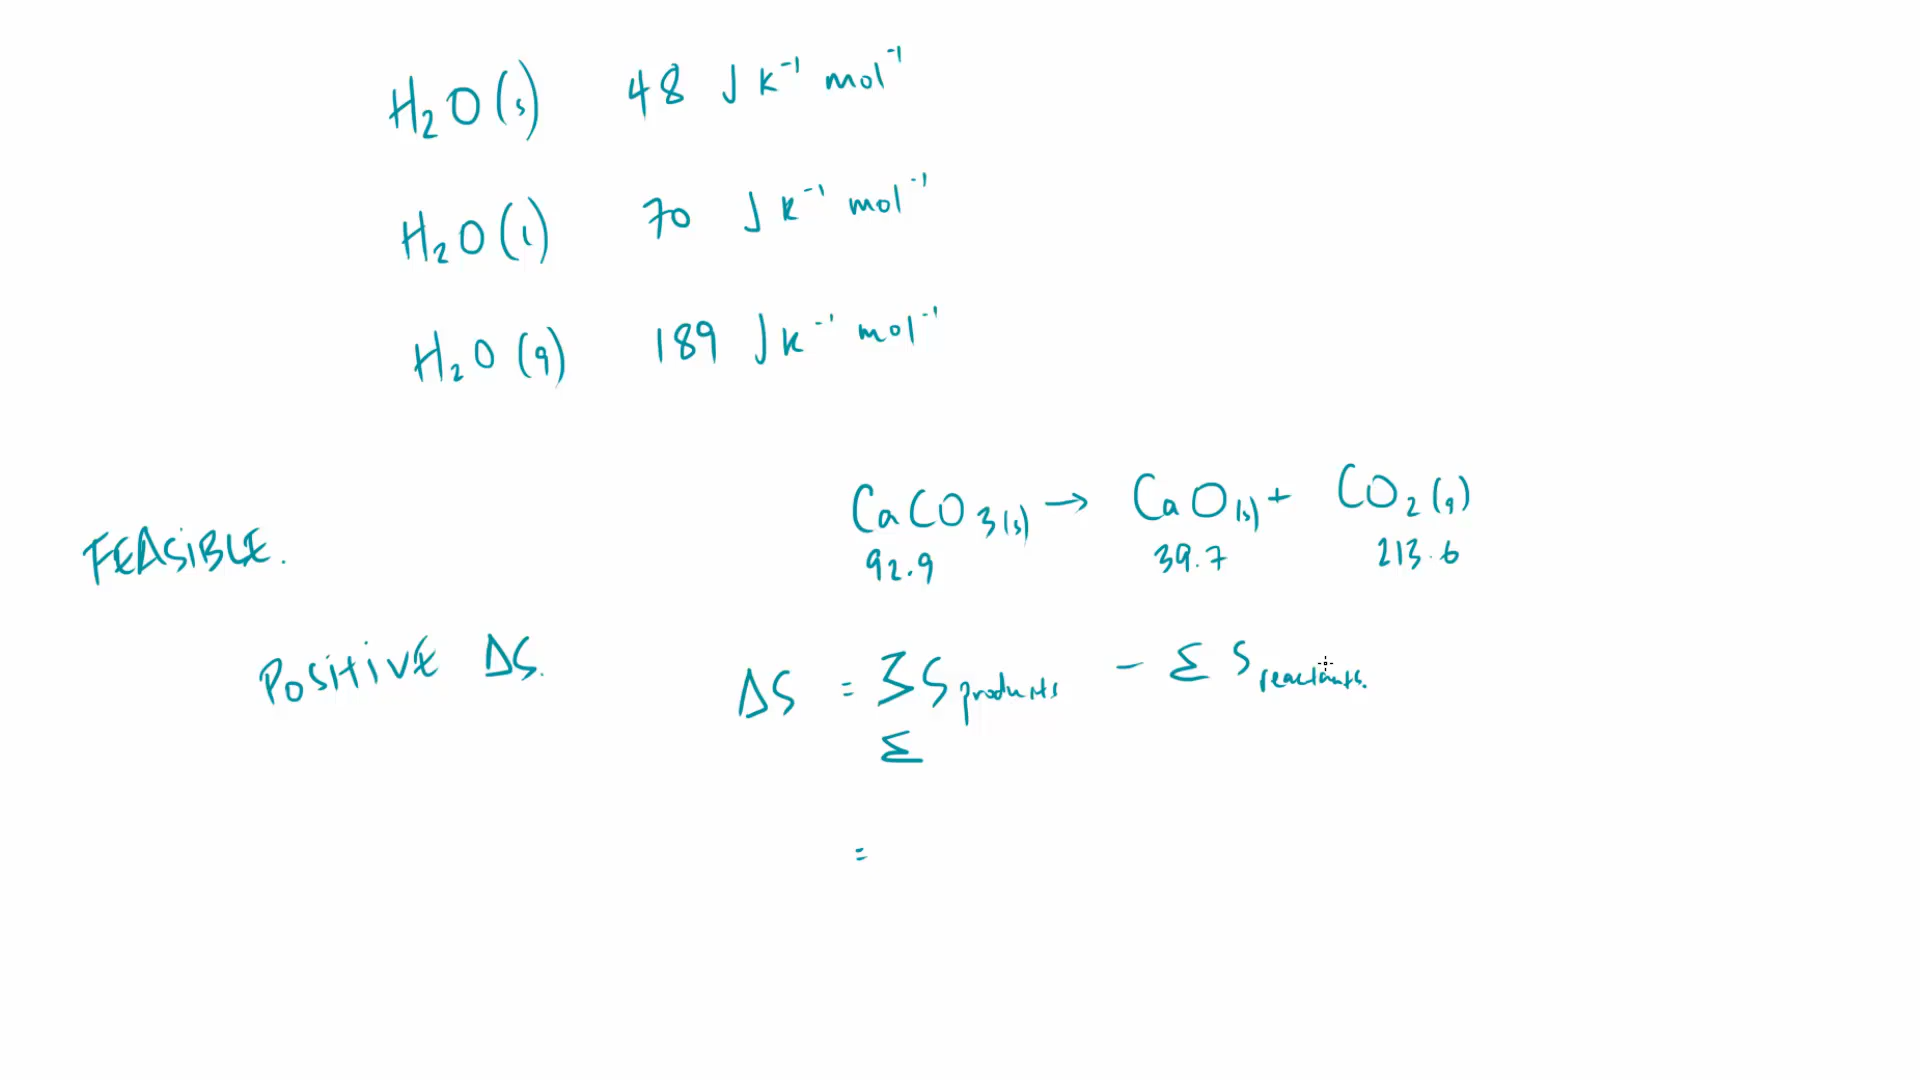 H₂O(s) 48 J K⁻¹ mol⁻¹
H₂O(l) 70 J K⁻¹ mol⁻¹
H₂O(g) 189 J K⁻¹ mol⁻¹
CaCO₃(s) → CaO(s) + CO₂(g)
92.9 39.7 213.6
FEASiBLE.
POSITIVE ΔS.
ΔS = ΣS products - ΣS reactants.
Σ
=